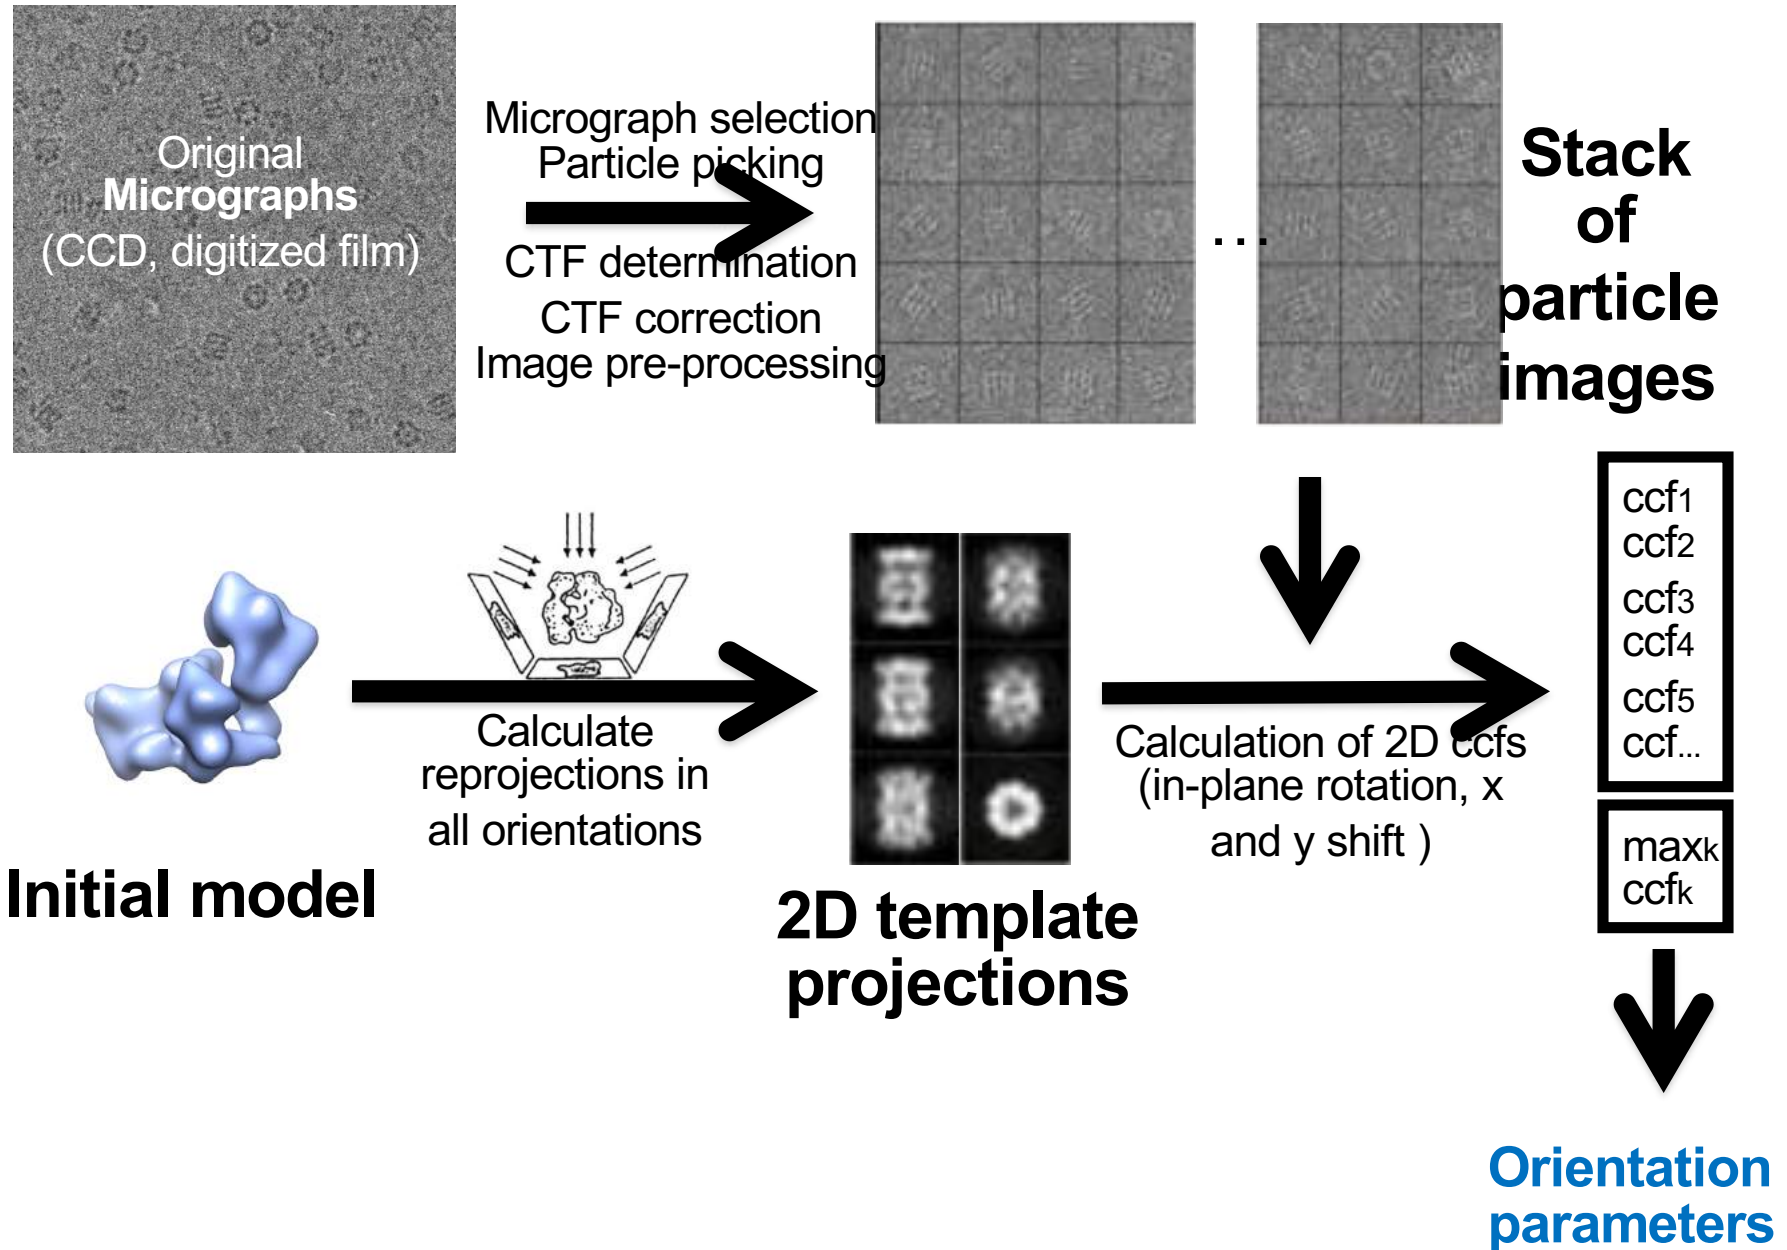 Original
Micrographs
(CCD, digitized film)
Micrograph selection
Particle picking
CTF determination
CTF correction
Image pre-processing
...
Stack
of
particle
images
ccf1
ccf2
ccf3
ccf4
ccf5
ccf...
maxk
ccfk
Calculate
reprojections in
all orientations
Calculation of 2D ccfs
(in-plane rotation, x
and y shift )
Initial model
2D template
projections
Orientation
parameters